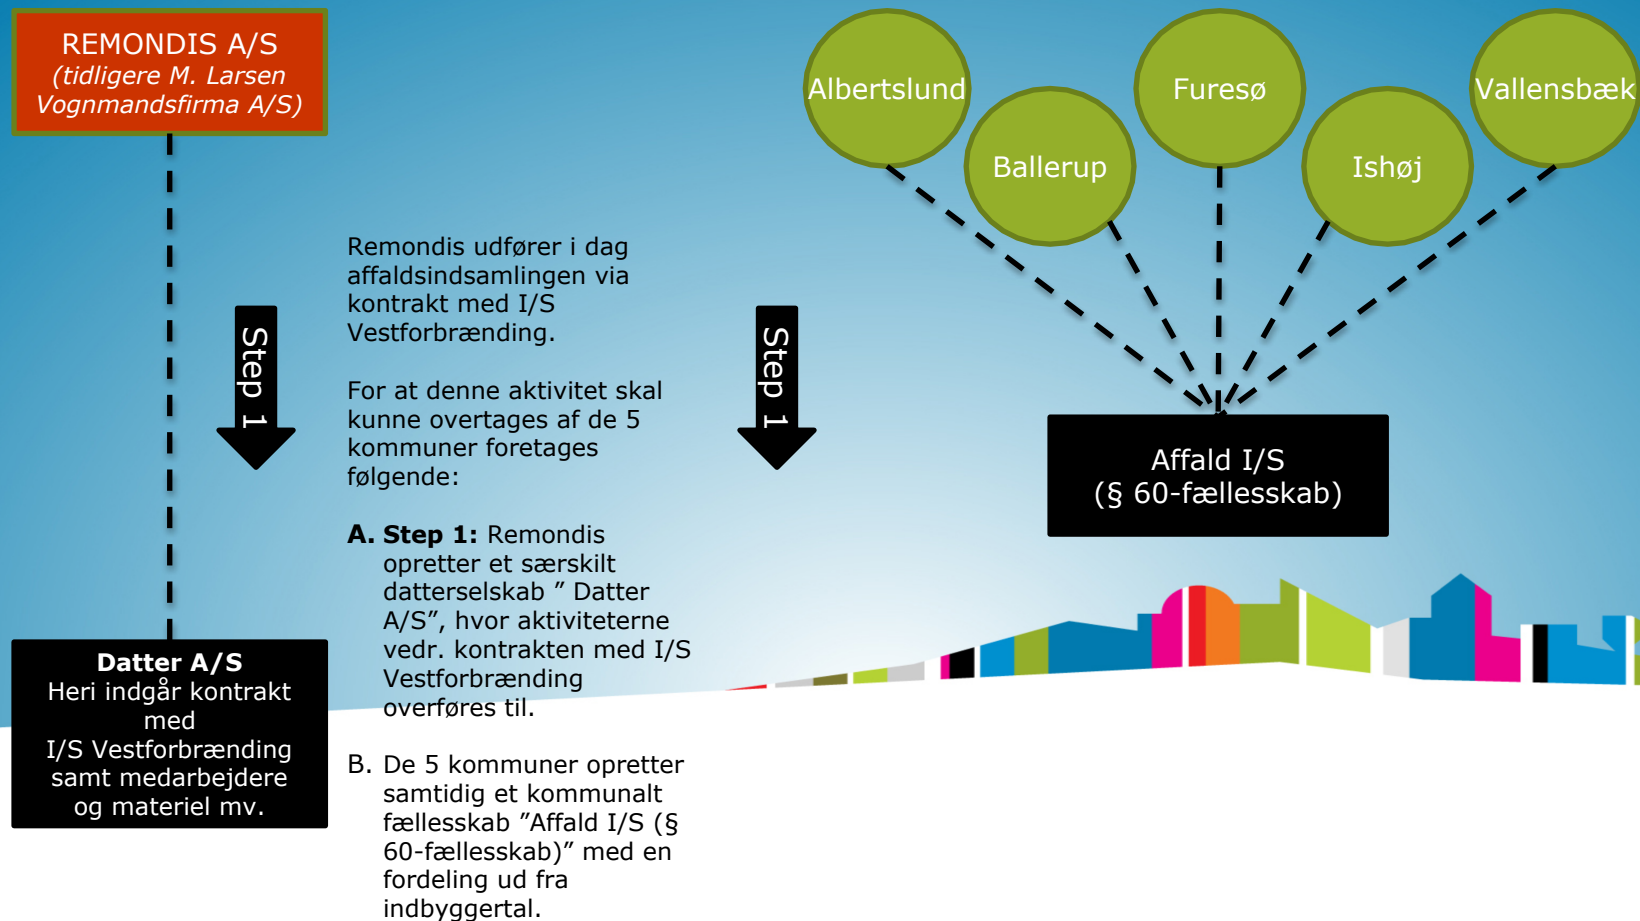 REMONDIS A/S
(tidligere M. Larsen
Vognmandsfirma A/S)
Albertslund
Ballerup
Furesø
Ishøj
Vallensbæk
Step 1
Remondis udfører i dag
affaldsindsamlingen via
kontrakt med I/S
Vestforbrænding.
For at denne aktivitet skal
kunne overtages af de 5
kommuner foretages
følgende:
A. Step 1: Remondis
opretter et særskilt
datterselskab ” Datter
A/S”, hvor aktiviteterne
vedr. kontrakten med I/S
Vestforbrænding
overføres til.
B. De 5 kommuner opretter
samtidig et kommunalt
fællesskab ”Affald I/S (§
60-fællesskab)” med en
fordeling ud fra
indbyggertal.
Step 1
Affald I/S
(§ 60-fællesskab)
Datter A/S
Heri indgår kontrakt
med
I/S Vestforbrænding
samt medarbejdere
og materiel mv.